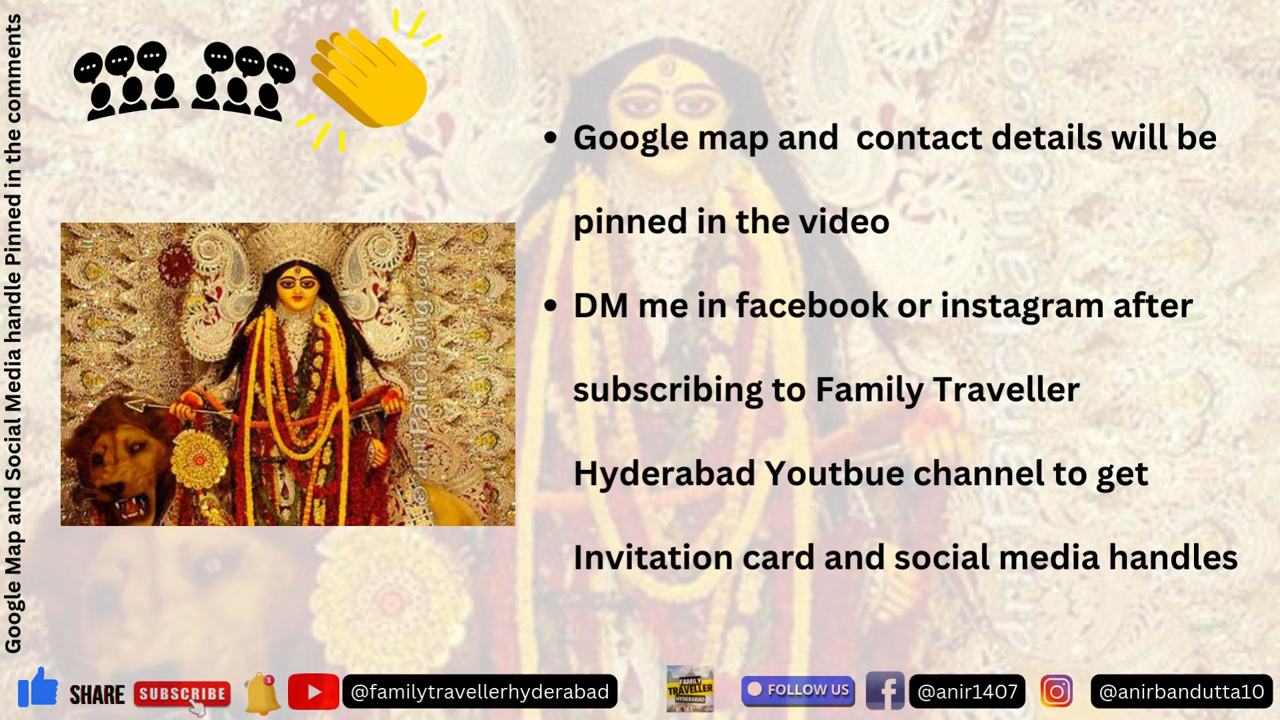 Google Map and Social Media handle Pinned in the comments
• Google map and contact details will be
pinned in the video
• DM me in facebook or instagram after
subscribing to Family Traveller
Hyderabad Youtbue channel to get
Invitation card and social media handles
SHARE
SUBSCRIBE
1
@familytravellerhyderabad
FAMILY
TRAVELLER
HYDERABAD
FOLLOW US
@anir1407
@anirbandutta10